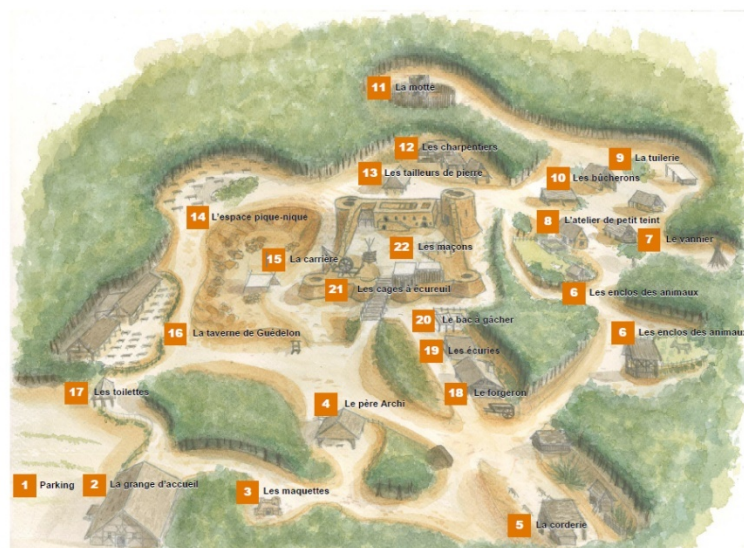 11 La motte
12 Les charpentiers
9 La tuilerie
13 Les tailleurs de pierre
10 Les bûcherons
14 L'espace pique-nique
8 L'atelier de petit teint
7 Le vannier
22 Les maçons
15 La carrière
21 Les cages à écureuil
6 Les enclos des animaux
20 Le bac à gâcher
16 La taverne de Guédelon
6 Les enclos des animaux
19 Les écuries
17 Les toilettes
18 Le forgeron
4 Le père Archi
1 Parking
2 La grange d'accueil
3 Les maquettes
5 La corderie